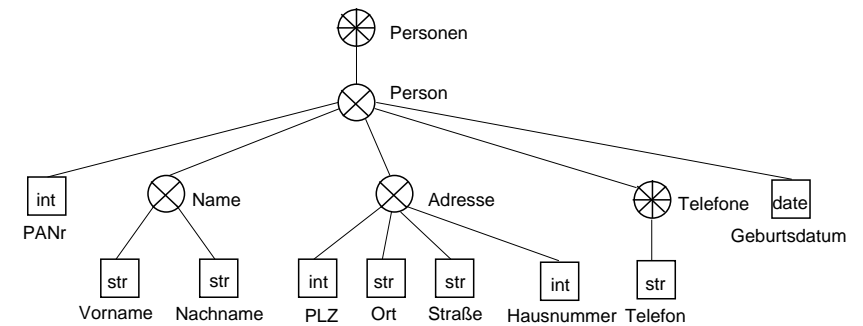 Personen
Person
int
PANr
Name
Adresse
Telefone
date
Geburtsdatum
str
Vorname
str
Nachname
int
PLZ
str
Ort
str
Straße
int
Hausnummer
str
Telefon